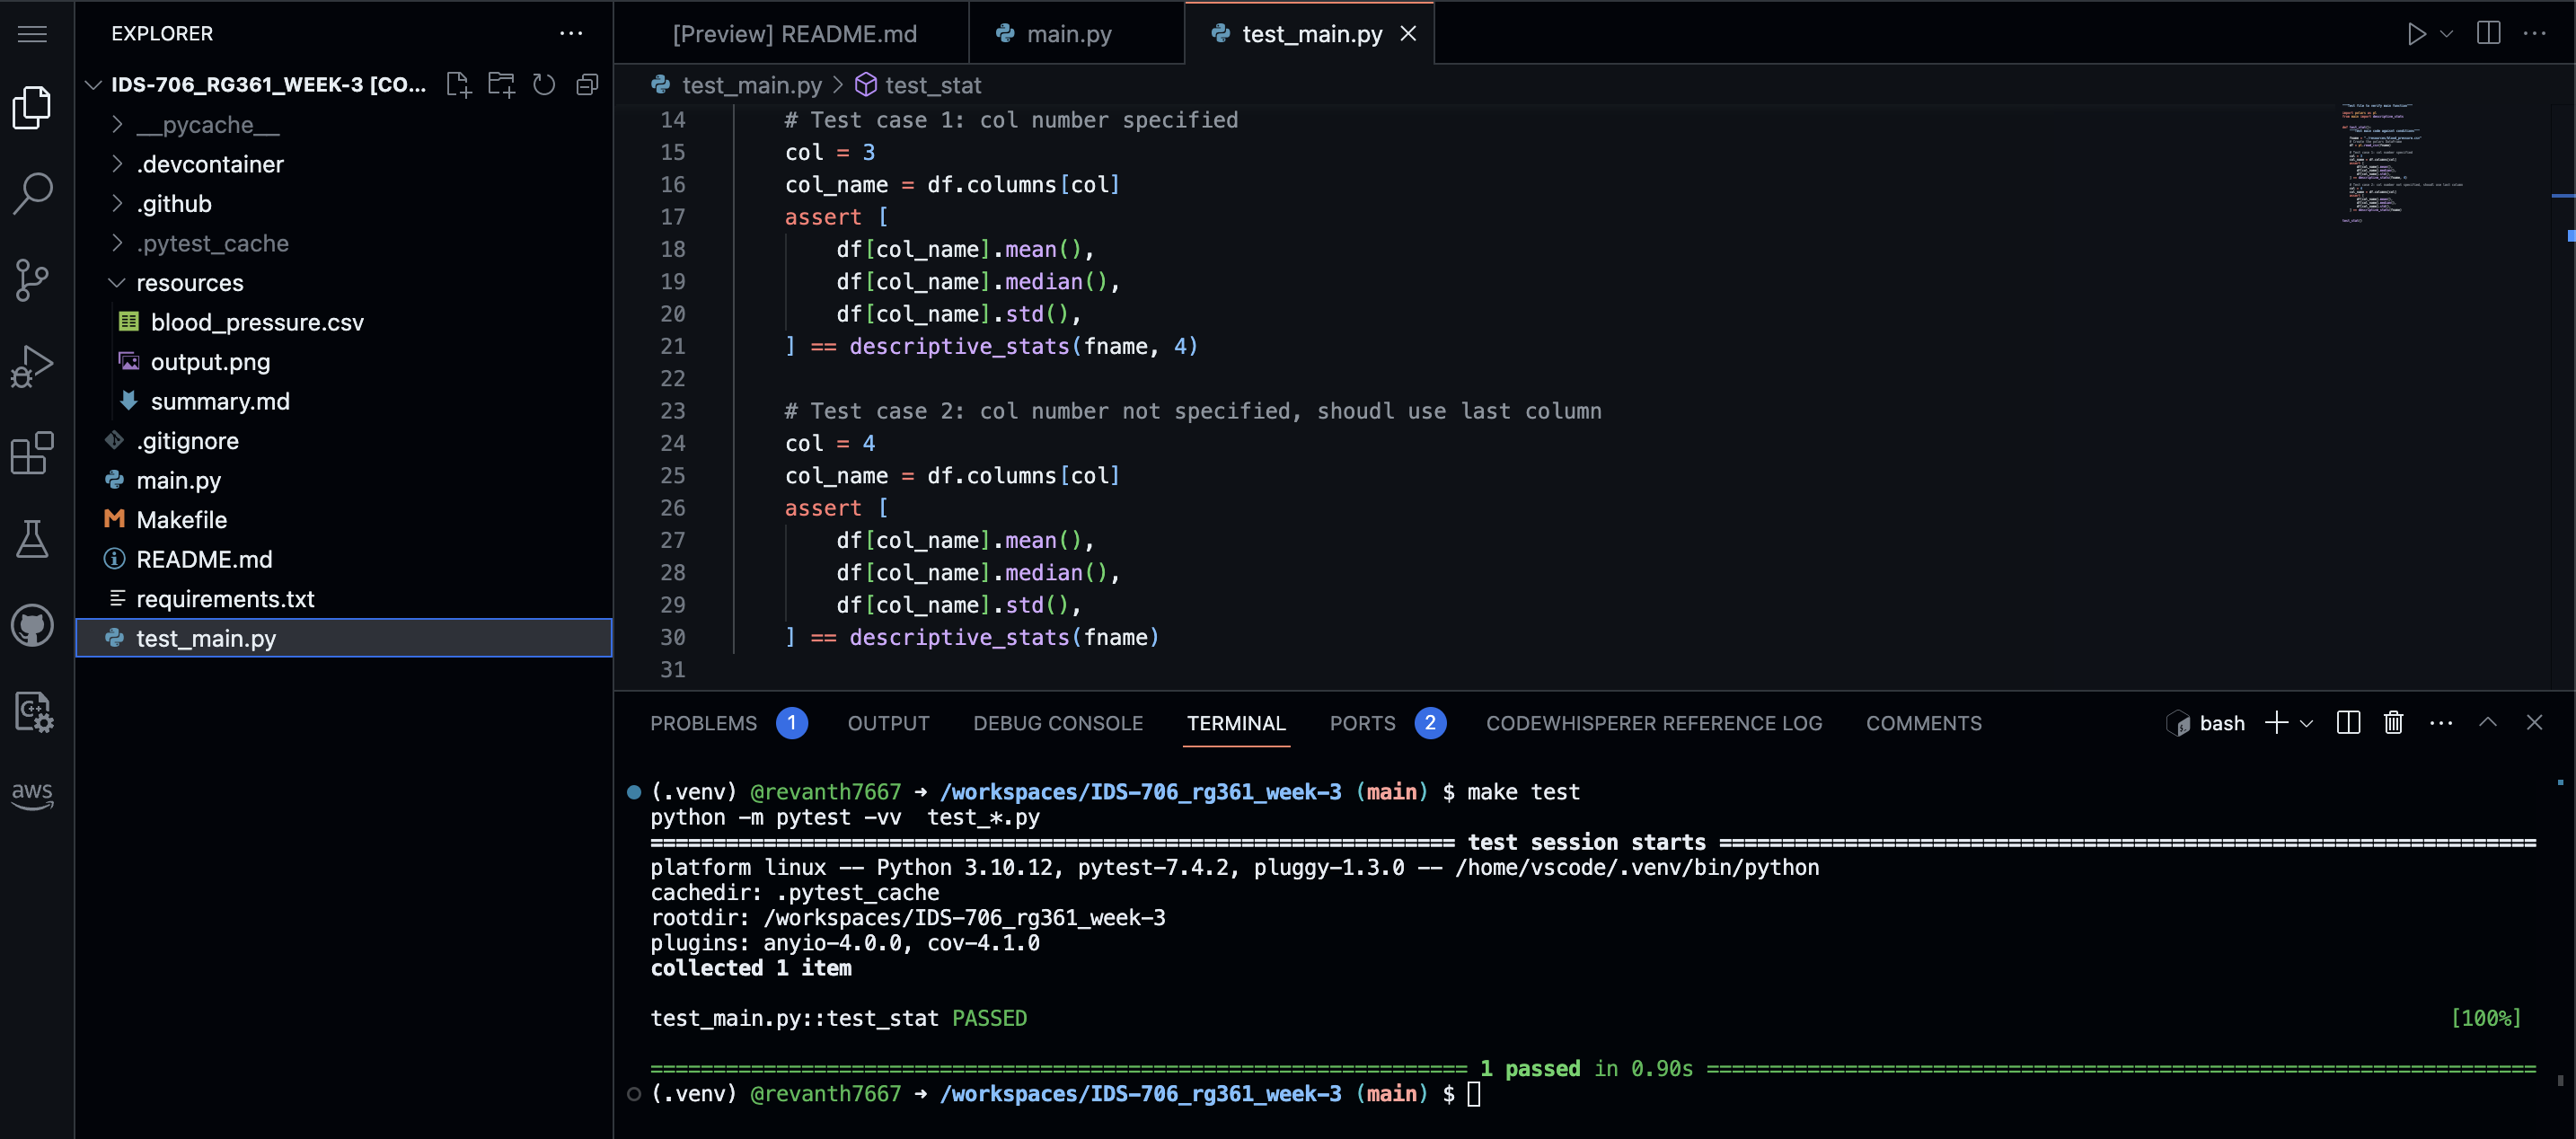 EXPLORER
IDS-706_RG361_WEEK-3 [CO...
__pycache__
.devcontainer
.github
.pytest_cache
resources
blood_pressure.csv
output.png
summary.md
.gitignore
main.py
Makefile
README.md
requirements.txt
test_main.py
aws
[Preview] README.md
main.py
test_main.py
test_main.py > test_stat
14 # Test case 1: col number specified
15 col = 3
16 col_name = df.columns[col]
17 assert [
18 df[col_name].mean(),
19 df[col_name].median(),
20 df[col_name].std(),
21 ] == descriptive_stats(fname, 4)
22
23 # Test case 2: col number not specified, shoudl use last column
24 col = 4
25 col_name = df.columns[col]
26 assert [
27 df[col_name].mean(),
28 df[col_name].median(),
29 df[col_name].std(),
30 ] == descriptive_stats(fname)
31
PROBLEMS 1 OUTPUT DEBUG CONSOLE TERMINAL PORTS 2 CODEWHISPERER REFERENCE LOG COMMENTS bash
(.venv) @revanth7667 ➜ /workspaces/IDS-706_rg361_week-3 (main) $ make test
python -m pytest -vv  test_*.py
test session starts
platform linux -- Python 3.10.12, pytest-7.4.2, pluggy-1.3.0 -- /home/vscode/.venv/bin/python
cachedir: .pytest_cache
rootdir: /workspaces/IDS-706_rg361_week-3
plugins: anyio-4.0.0, cov-4.1.0
collected 1 item
test_main.py::test_stat PASSED [100%]
1 passed in 0.90s
(.venv) @revanth7667 ➜ /workspaces/IDS-706_rg361_week-3 (main) $